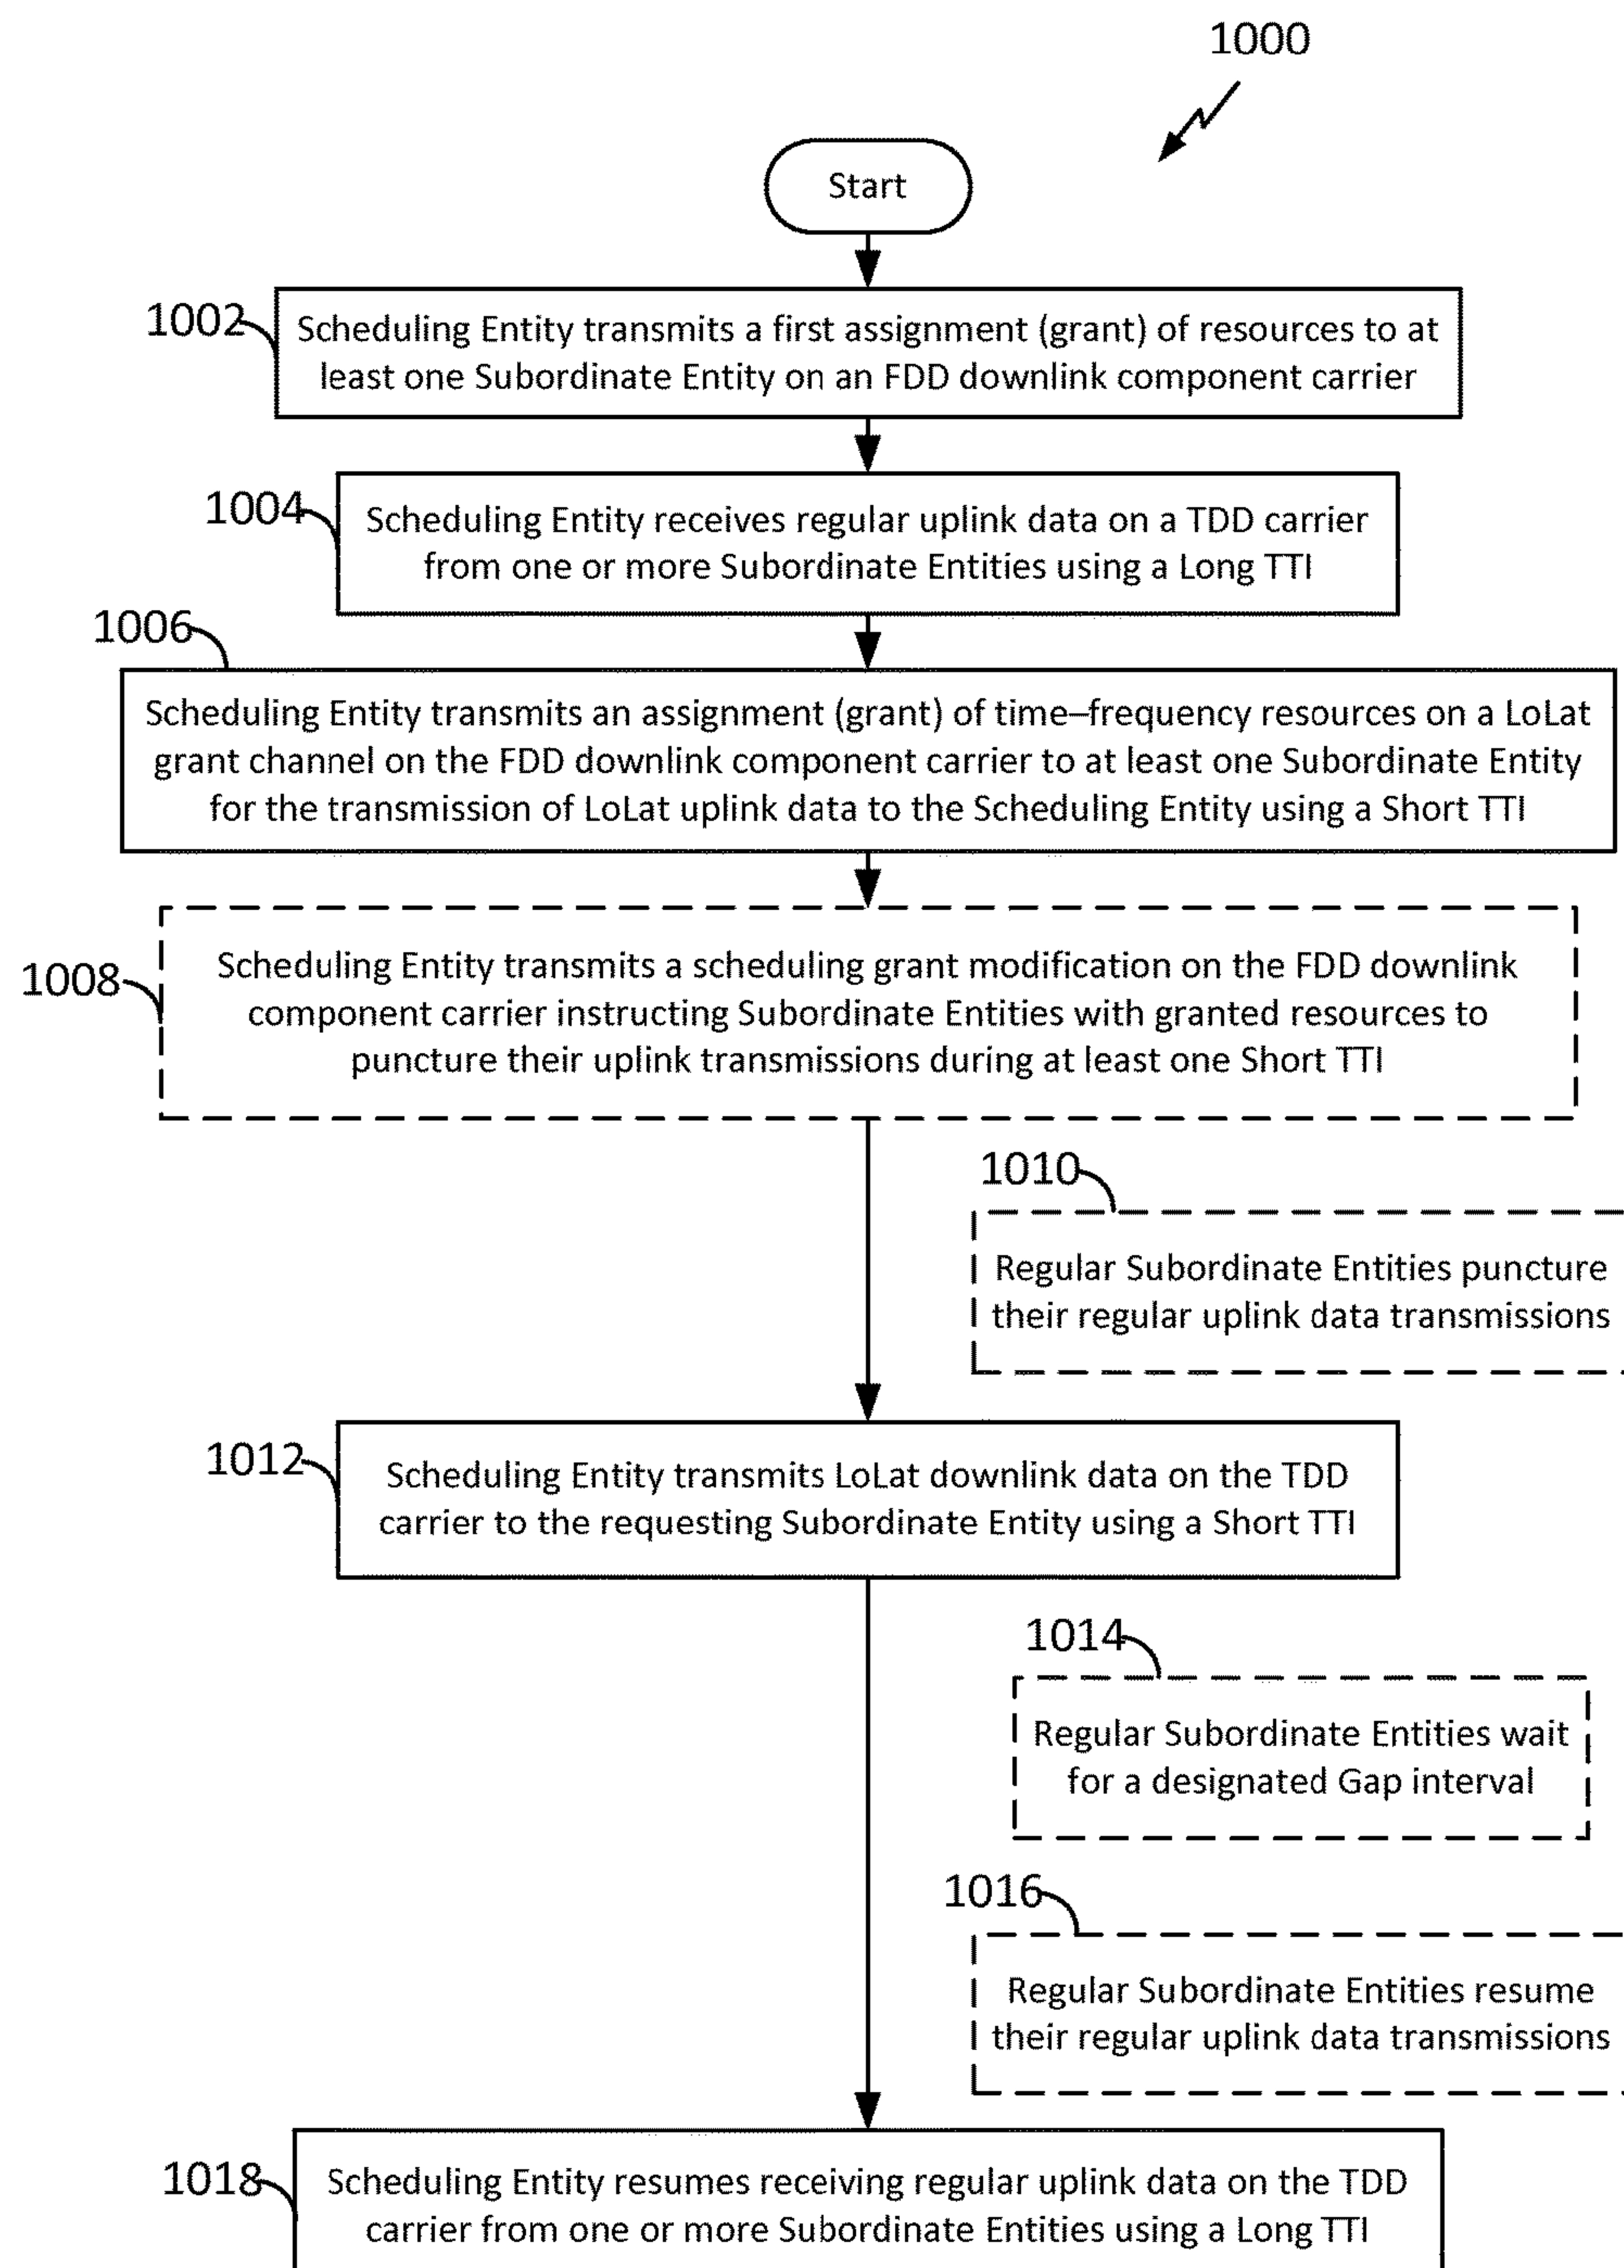 1000
Start
1002
Scheduling Entity transmits a first assignment (grant) of resources to at
least one Subordinate Entity on an FDD downlink component carrier
1004
Scheduling Entity receives regular uplink data on a TDD carrier
from one or more Subordinate Entities using a Long TTI
1006
Scheduling Entity transmits an assignment (grant) of time–frequency resources on a LoLat
grant channel on the FDD downlink component carrier to at least one Subordinate Entity
for the transmission of LoLat uplink data to the Scheduling Entity using a Short TTI
1008
Scheduling Entity transmits a scheduling grant modification on the FDD downlink
component carrier instructing Subordinate Entities with granted resources to
puncture their uplink transmissions during at least one Short TTI
1010
Regular Subordinate Entities puncture
their regular uplink data transmissions
1012
Scheduling Entity transmits LoLat downlink data on the TDD
carrier to the requesting Subordinate Entity using a Short TTI
1014
Regular Subordinate Entities wait
for a designated Gap interval
1016
Regular Subordinate Entities resume
their regular uplink data transmissions
1018
Scheduling Entity resumes receiving regular uplink data on the TDD
carrier from one or more Subordinate Entities using a Long TTI